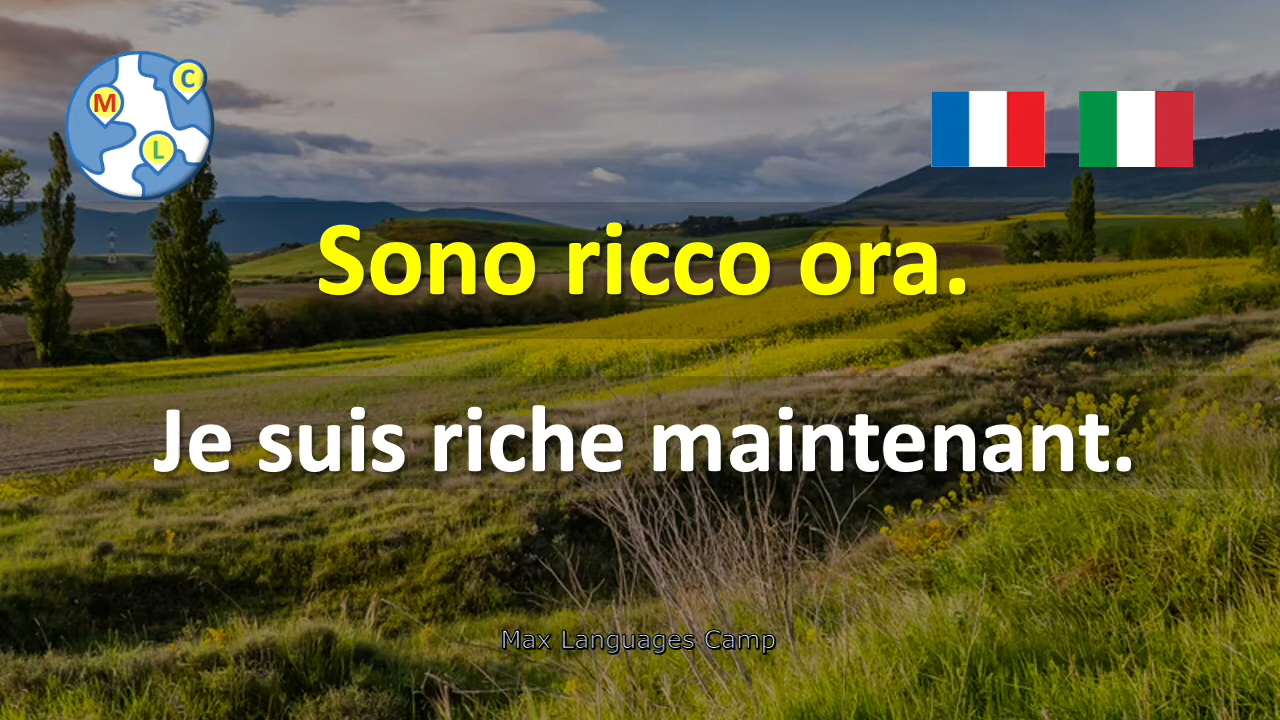 M
C
L
Sono ricco ora.
Je suis riche maintenant.
Max Languages Camp